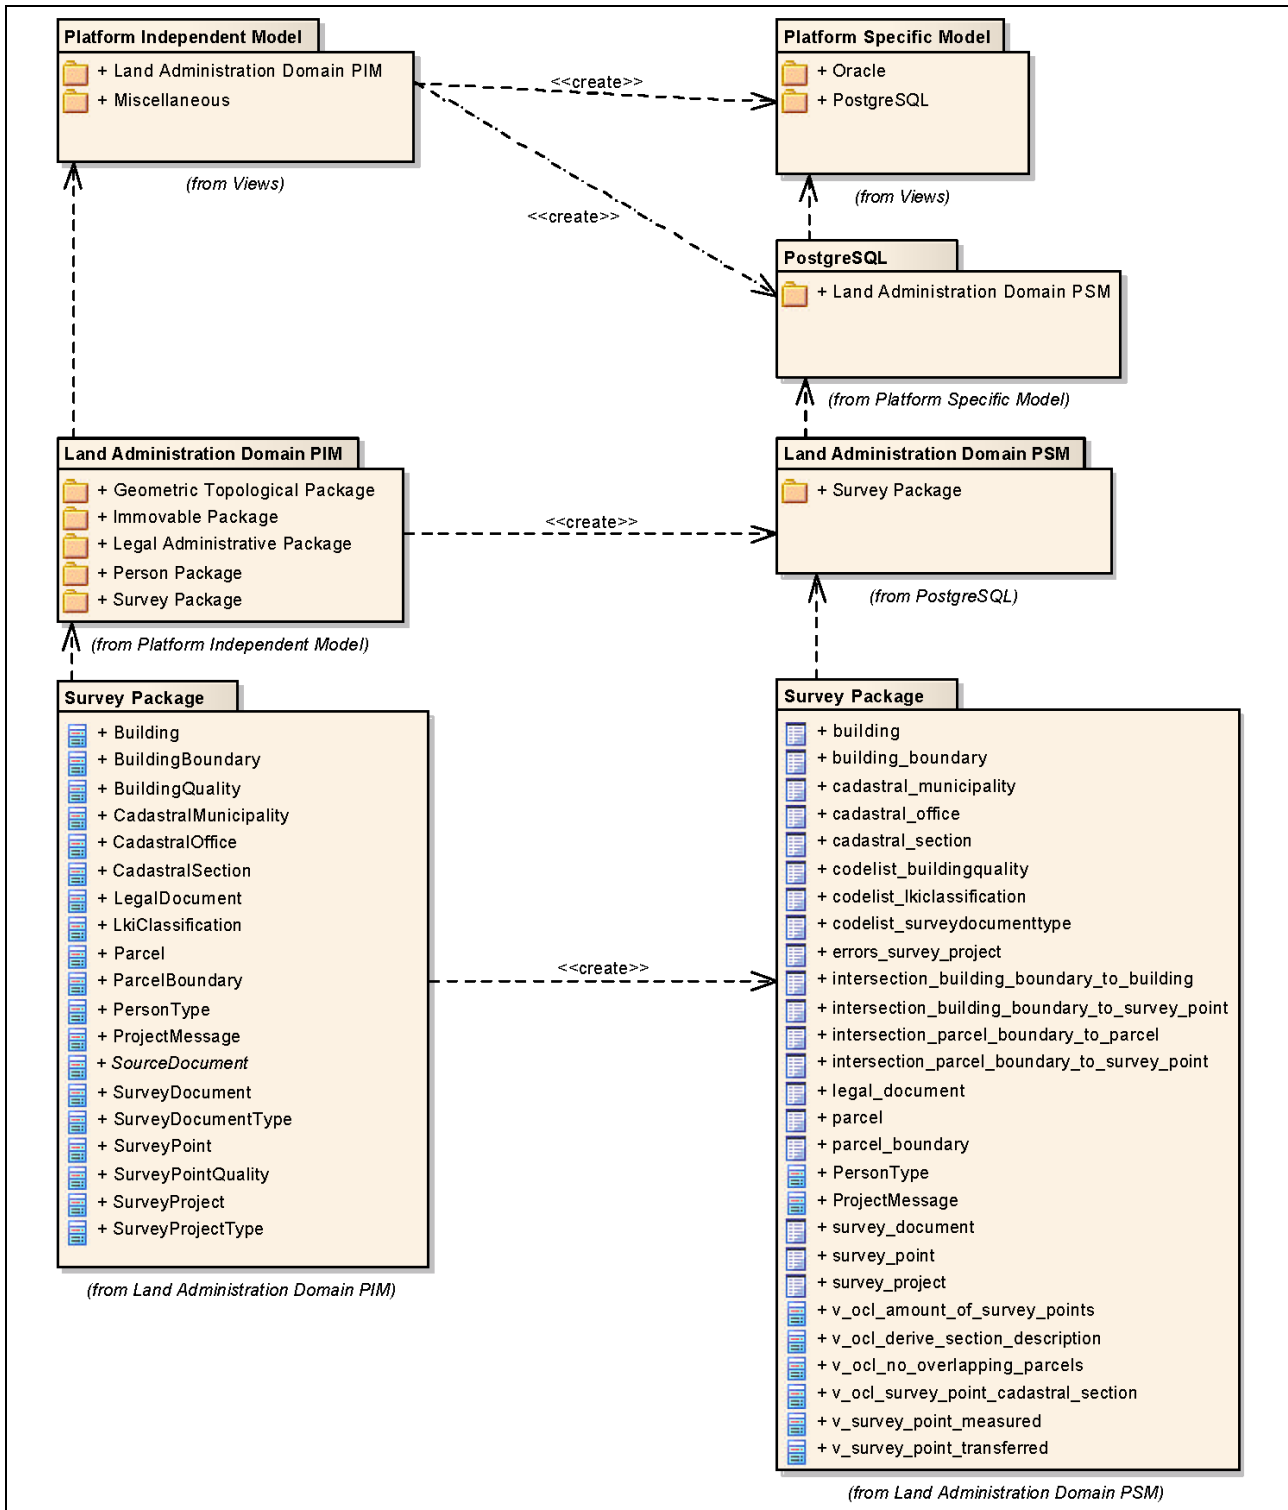 Platform Independent Model
+ Land Administration Domain PIM
+ Miscellaneous
(from Views)
<<create>>
<<create>>
Platform Specific Model
+ Oracle
+ PostgreSQL
(from Views)
PostgreSQL
+ Land Administration Domain PSM
(from Platform Specific Model)
Land Administration Domain PIM
+ Geometric Topological Package
+ Immovable Package
+ Legal Administrative Package
+ Person Package
+ Survey Package
(from Platform Independent Model)
<<create>>
Land Administration Domain PSM
+ Survey Package
(from PostgreSQL)
Survey Package
+ Building
+ BuildingBoundary
+ BuildingQuality
+ CadastralMunicipality
+ CadastralOffice
+ CadastralSection
+ LegalDocument
+ LkiClassification
+ Parcel
+ ParcelBoundary
+ PersonType
+ ProjectMessage
+ SourceDocument
+ SurveyDocument
+ SurveyDocumentType
+ SurveyPoint
+ SurveyPointQuality
+ SurveyProject
+ SurveyProjectType
(from Land Administration Domain PIM)
<<create>>
Survey Package
+ building
+ building_boundary
+ cadastral_municipality
+ cadastral_office
+ cadastral_section
+ codelist_buildingquality
+ codelist_lkiclassification
+ codelist_surveydocumenttype
+ errors_survey_project
+ intersection_building_boundary_to_building
+ intersection_building_boundary_to_survey_point
+ intersection_parcel_boundary_to_parcel
+ intersection_parcel_boundary_to_survey_point
+ legal_document
+ parcel
+ parcel_boundary
+ PersonType
+ ProjectMessage
+ survey_document
+ survey_point
+ survey_project
+ v_ocl_amount_of_survey_points
+ v_ocl_derive_section_description
+ v_ocl_no_overlapping_parcels
+ v_ocl_survey_point_cadastral_section
+ v_survey_point_measured
+ v_survey_point_transferred
(from Land Administration Domain PSM)